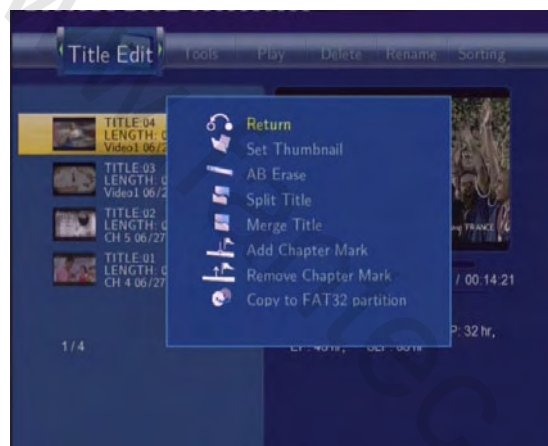 Title Edit Tools Play Delete Rename Sorting
TITLE:04
LENGTH: 0
Video1 06/2
TITLE:03
LENGTH: 0
Video1 06/27
TITLE:02
LENGTH: 0
CH 5 06/27
TITLE:01
LENGTH: 0
CH 4 06/27
1/4
Return
Set Thumbnail
AB Erase
Split Title
Merge Title
Add Chapter Mark
Remove Chapter Mark
Copy to FAT32 partition
FRANCE
/ 00:14:21
P: 32 hr,